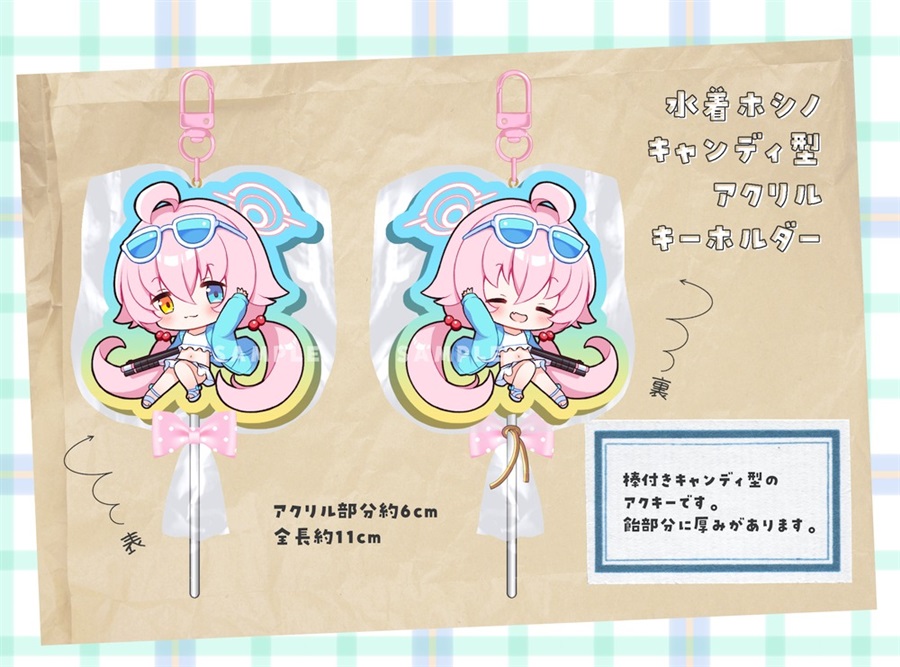 水着ホシノ
キャンディ型
アクリル
キーホルダー
SAMPLE
SAMPLE
裏
表
アクリル部分約6cm
全長約11cm
棒付きキャンディ型の
アクキーです。
飴部分に厚みがあります。